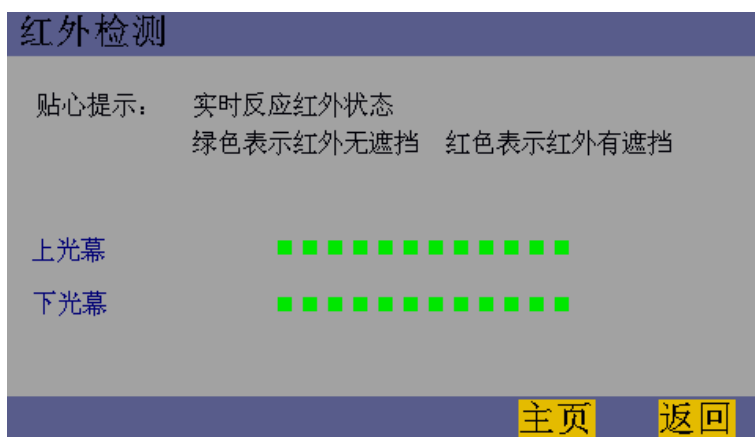 红外检测
贴心提示： 实时反应红外状态
绿色表示红外无遮挡 红色表示红外有遮挡
上光幕
下光幕
主页 返回